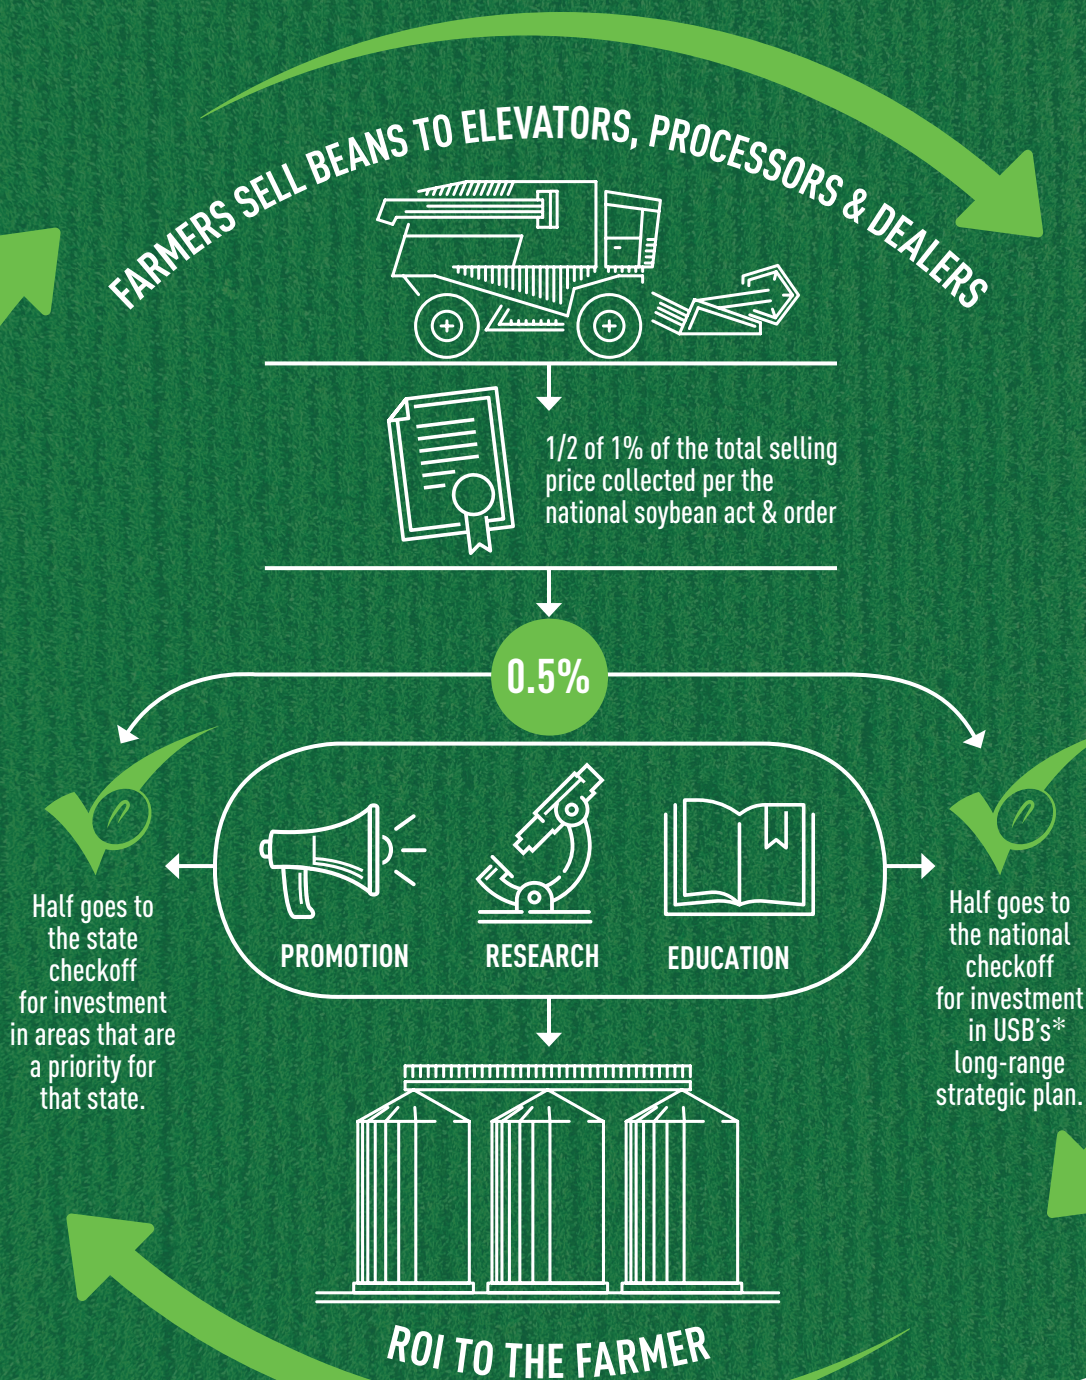 FARMERS SELL BEANS TO ELEVATORS, PROCESSORS & DEALERS
1/2 of 1% of the total selling
price collected per the
national soybean act & order
0.5%
PROMOTION
RESEARCH
EDUCATION
Half goes to
the state
checkoff
for investment
in areas that are
a priority for
that state.
Half goes to
the national
checkoff
for investment
in USB's*
long-range
strategic plan.
ROI TO THE FARMER